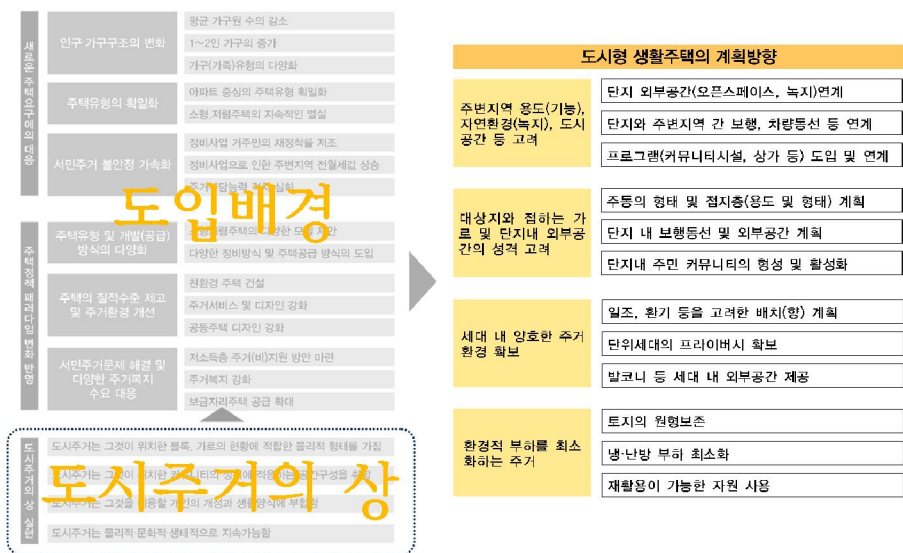 새로운 주택요구에의 대응
인구·가구구조의 변화
평균 가구원 수의 감소
1~2인 가구의 증가
가구(가족)유형의 다양화
주택유형의 획일화
아파트 중심의 주택유형 획일화
소형,저렴주택의 지속적인 멸실
서민주거 불안정 가속화
정비사업 거주민의 재정착률 저조
정비사업으로 인한 주변지역 전월세값 상승
도입배경
주택정책 패러다임 변화 반영
주택유형 및 개발(공급)
방식의 다양화
다양한 정비방식 및 주택공급 방식의 도입
주택의 질적수준 제고
및 주거환경 개선
친환경 주택 건설
주거서비스 및 디자인 강화
공동주택 디자인 강화
서민주거문제 해결 및
다양한 주거복지
수요 대응
저소득층 주거(비)지원 방안 마련
주거복지 강화
보금자리주택 공급 확대
도시주거의 상 실현
도시주거는 그것이 위치한 블록, 가로의 현황에 적합한 물리적 형태를 가짐
도시주거의 상
도시주거는 물리적·문화적·생태적으로 지속가능함
도시형 생활주택의 계획방향
주변지역 용도(기능),
자연환경(녹지), 도시
공간 등 고려
단지 외부공간(오픈스페이스, 녹지)연계
단지와 주변지역 간 보행, 차량동선 등 연계
프로그램(커뮤니티시설, 상가 등) 도입 및 연계
대상지와 접하는 가
로 및 단지내 외부공
간의 성격 고려
주동의 형태 및 접지층(용도 및 형태) 계획
단지 내 보행동선 및 외부공간 계획
단지내 주민 커뮤니티의 형성 및 활성화
세대 내 양호한 주거
환경 확보
일조, 환기 등을 고려한 배치(향) 계획
단위세대의 프라이버시 확보
발코니 등 세대 내 외부공간 제공
환경적 부하를 최소
화하는 주거
토지의 원형보존
냉·난방 부하 최소화
재활용이 가능한 자원 사용